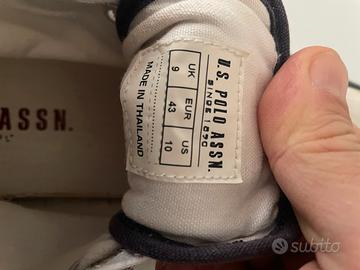 U.S. POLO ASSN.
SINCE 1890
UK EUR US
9 43 10
MADE IN THAILAND
ASSN.
subito